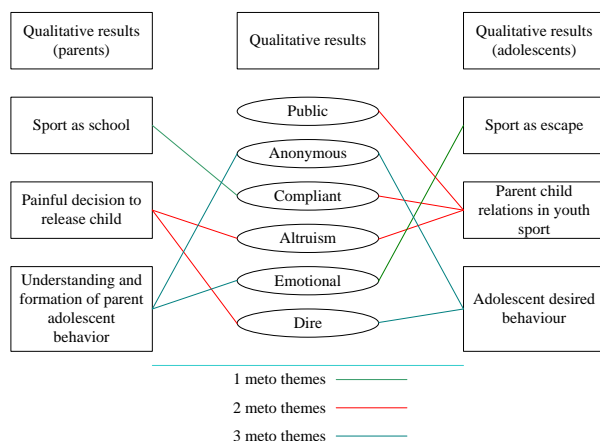 Qualitative results
(parents)
Qualitative results
Qualitative results
(adolescents)
Sport as school
Public
Sport as escape
Anonymous
Painful decision to
release child
Compliant
Parent child
relations in youth
sport
Altruism
Understanding and
formation of parent
adolescent
behavior
Emotional
Adolescent desired
behaviour
Dire
1 meto themes
2 meto themes
3 meto themes